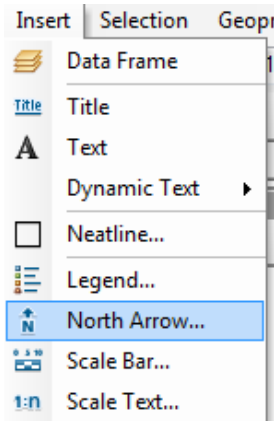 Insert Selection Geopr
Data Frame
Title Title
A Text
Dynamic Text
Neatline...
Legend...
N North Arrow...
Scale Bar...
1:n Scale Text...